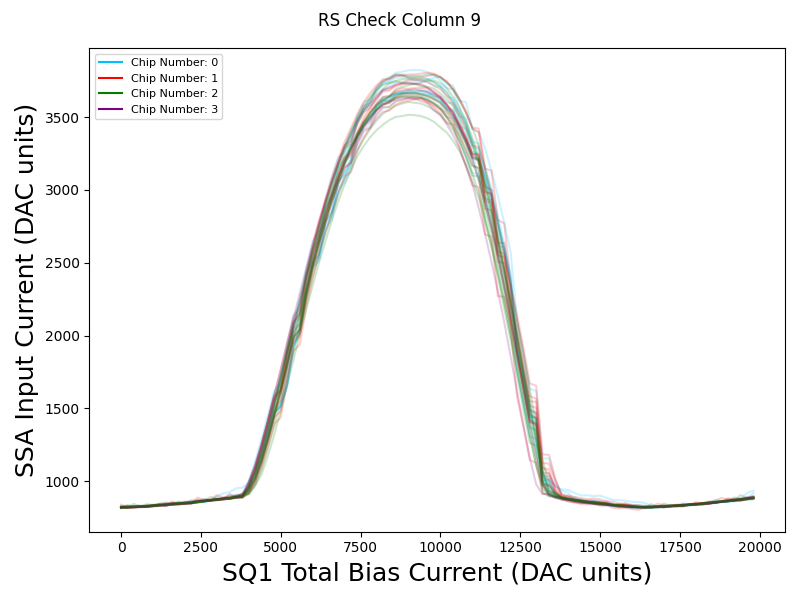 RS Check Column 9
Chip Number: 0
Chip Number: 1
Chip Number: 2
Chip Number: 3
SSA Input Current (DAC units)
3500
3000
2500
2000
1500
1000
0 2500 5000 7500 10000 12500 15000 17500 20000
SQ1 Total Bias Current (DAC units)